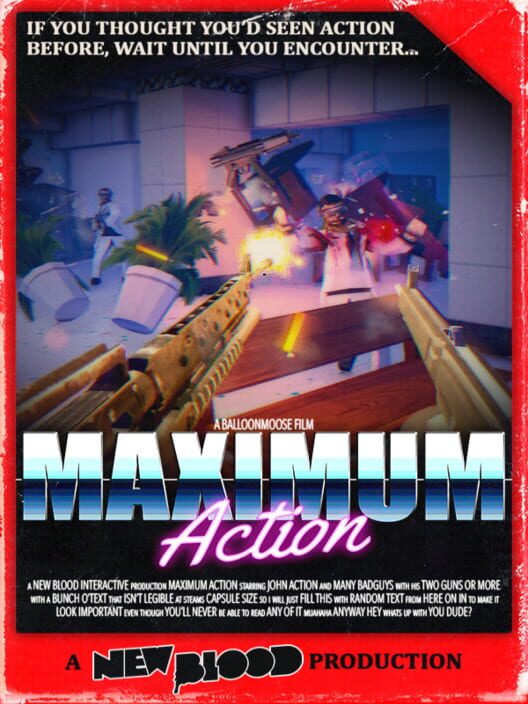 IF YOU THOUGHT YOU'D SEEN ACTION
BEFORE, WAIT UNTIL YOU ENCOUNTER...
A BALLOONMOOSE FILM
MAXIMUM
Action
A NEW BLOOD INTERACTIVE PRODUCTION MAXIMUM ACTION STARRING JOHN ACTION AND MANY BADGUYS WITH HIS TWO GUNS OR MORE
WITH A BUNCH O'TEXT THAT ISN'T LEGIBLE AT STEAMS CAPSULE SIZE SO I WILL JUST FILL THIS WITH RANDOM TEXT FROM HERE ON IN TO MAKE IT
LOOK IMPORTANT EVEN THOUGH YOU'LL NEVER BE ABLE TO READ ANY OF IT MUAHAHA ANYWAY HEY WHATS UP WITH YOU DUDE?
A NEW BLOOD PRODUCTION